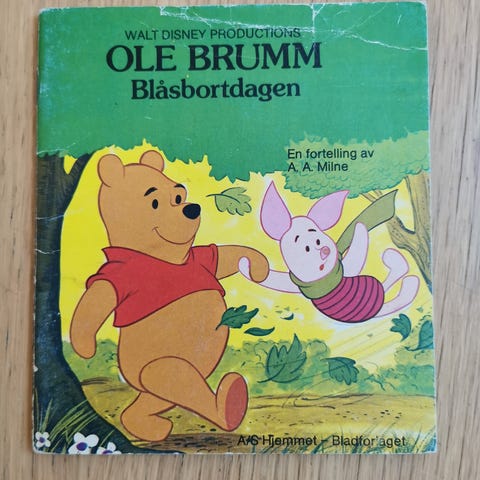 WALT DISNEY PRODUCTIONS
OLE BRUMM
Blåsbortdagen
En fortelling av
A. A. Milne
A/S Hjemmet – Bladforlaget